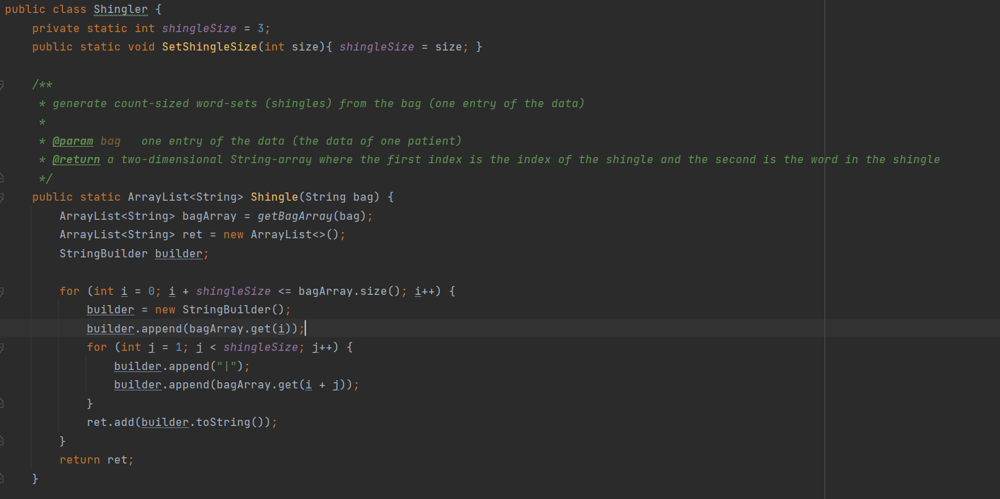 public class Shingler {
    private static int shingleSize = 3;
    public static void SetShingleSize(int size){ shingleSize = size; }

    /**
     * generate count-sized word-sets (shingles) from the bag (one entry of the data)
     *
     * @param bag   one entry of the data (the data of one patient)
     * @return a two-dimensional String-array where the first index is the index of the shingle and the second is the word in the shingle
     */
    public static ArrayList<String> Shingle(String bag) {
        ArrayList<String> bagArray = getBagArray(bag);
        ArrayList<String> ret = new ArrayList<>();
        StringBuilder builder;

        for (int i = 0; i + shingleSize <= bagArray.size(); i++) {
            builder = new StringBuilder();
            builder.append(bagArray.get(i));
            for (int j = 1; j < shingleSize; j++) {
                builder.append("|");
                builder.append(bagArray.get(i + j));
            }
            ret.add(builder.toString());
        }
        return ret;
    }